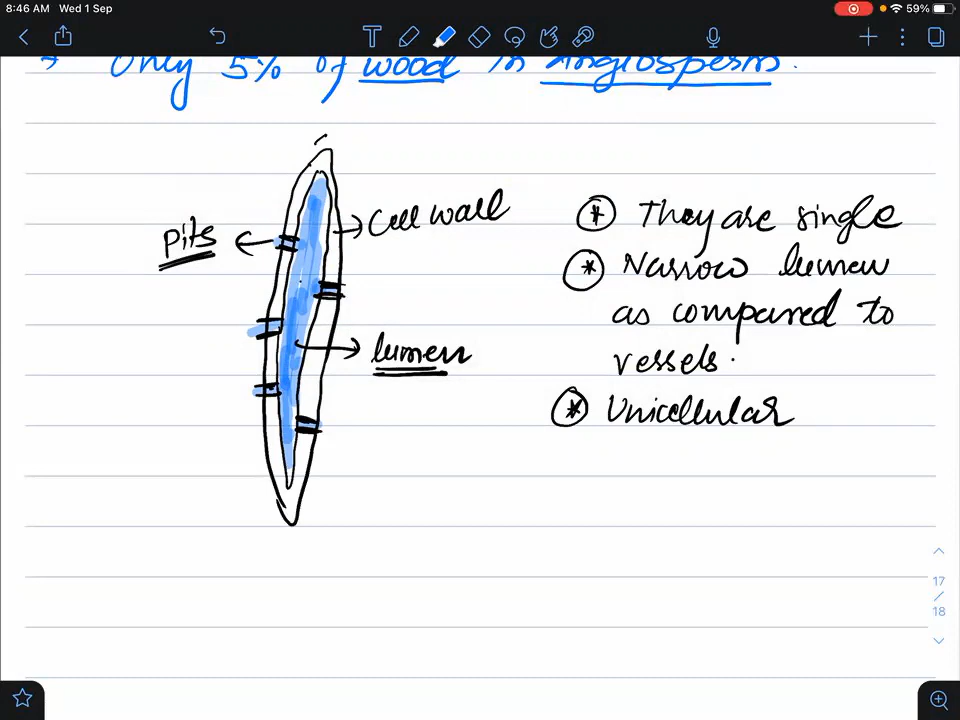 8:46 AM Wed 1 Sep
59%
T
Only 5% of wood in angiosperm.
Cell wall
pits
lumen
* They are single
* Narrow lumen
as compared to
vessels.
* Unicellular
17
/
18